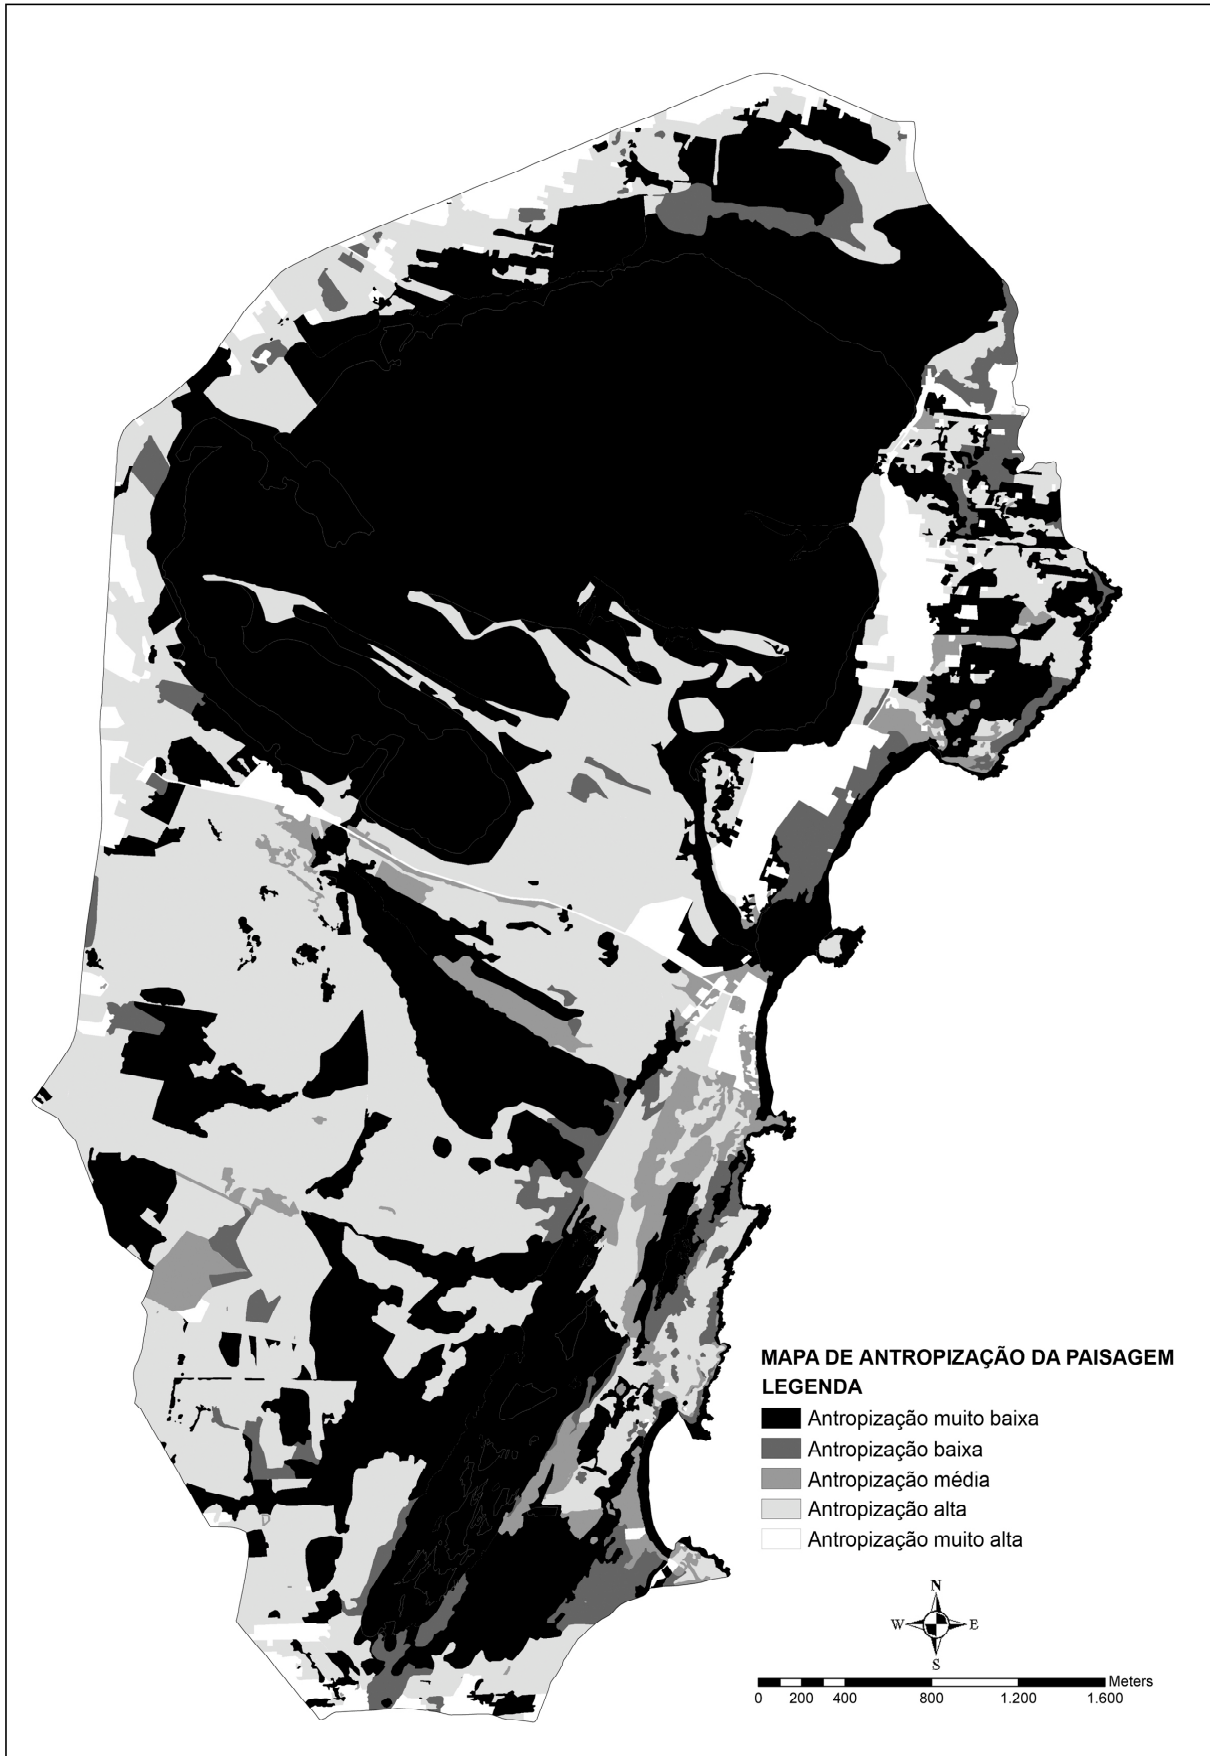 MAPA DE ANTROPIZAÇÃO DA PAISAGEM
LEGENDA
Antropização muito baixa
Antropização baixa
Antropização média
Antropização alta
Antropização muito alta
N
W E
S
Meters
0 200 400 800 1.200 1.600